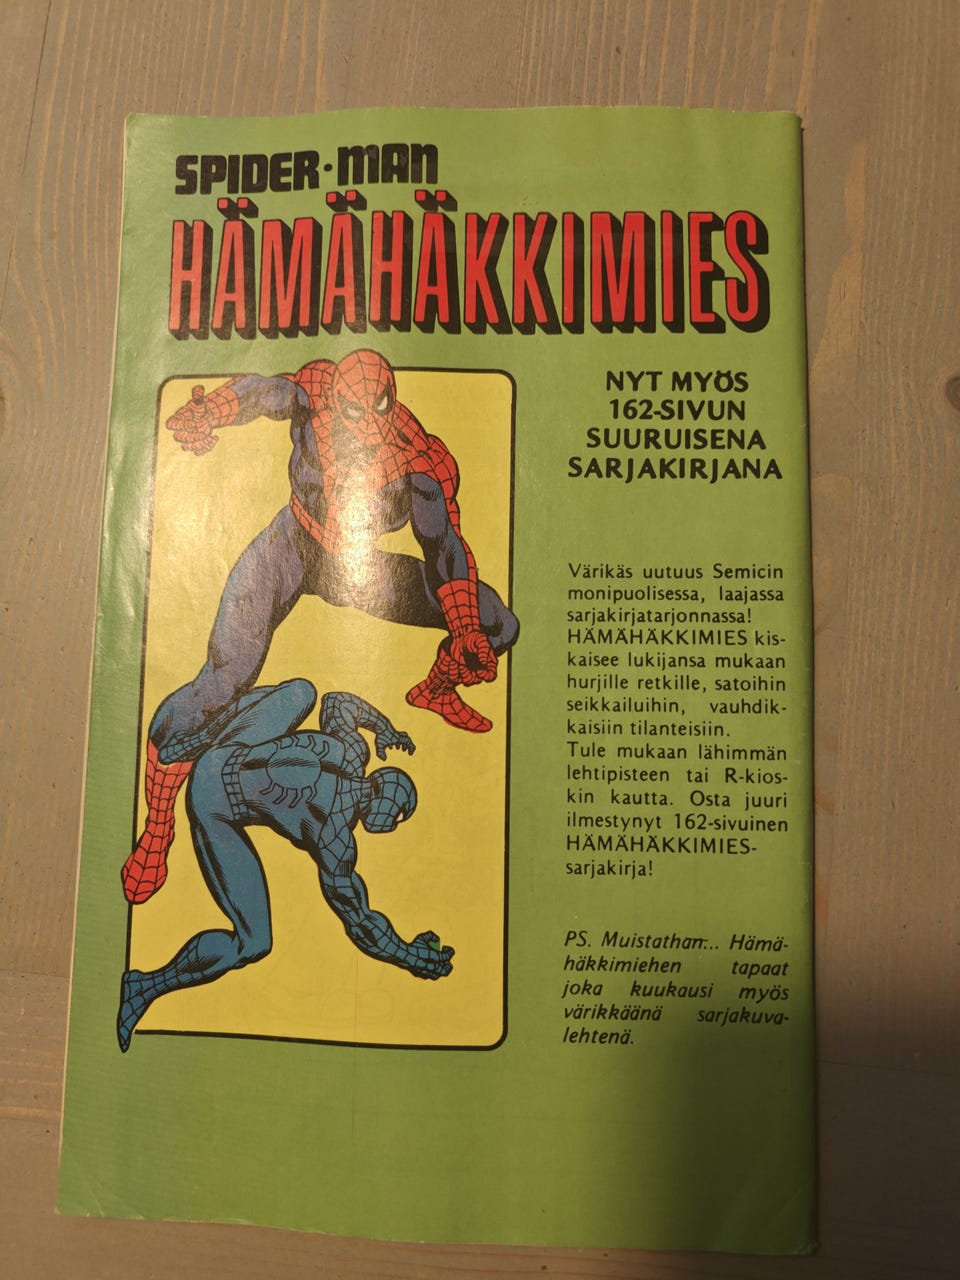 SPIDER·MAN
HÄMÄHÄKKIMIES
NYT MYÖS
162-SIVUN
SUURUISENA
SARJAKIRJANA
Värikäs uutuus Semicin
monipuolisessa, laajassa
sarjakirjatarjonnassa!
HÄMÄHÄKKIMIES kis-
kaisee lukijansa mukaan
hurjille retkille, satoihin
seikkailuihin, vauhdik-
kaisiin tilanteisiin.
Tule mukaan lähimmän
lehtipisteen tai R-kios-
kin kautta. Osta juuri
ilmestynyt 162-sivuinen
HÄMÄHÄKKIMIES-
sarjakirja!
PS. Muistathan... Hämä-
häkkimiehen tapaat
joka kuukausi myös
värikkäänä sarjakuva-
lehtenä.